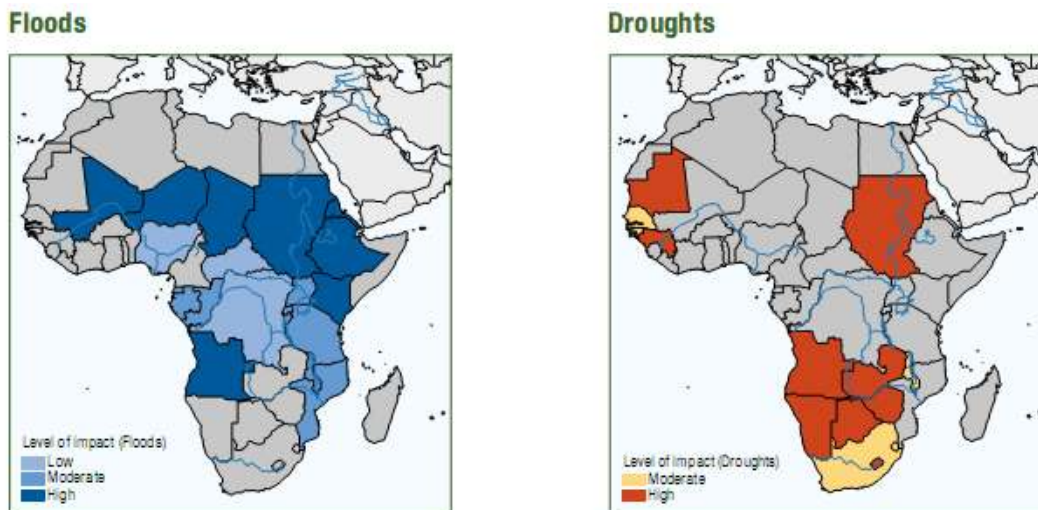 Floods
Level of impact (Floods)
Low
Moderate
High
Droughts
Level of impact (Droughts)
Moderate
High